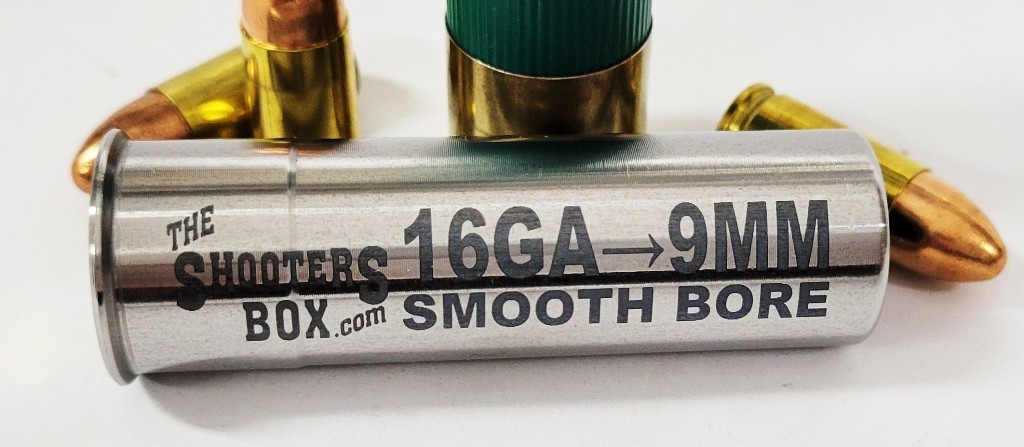 THE
SHOOTERS
BOX.com
16GA→9MM
SMOOTH BORE